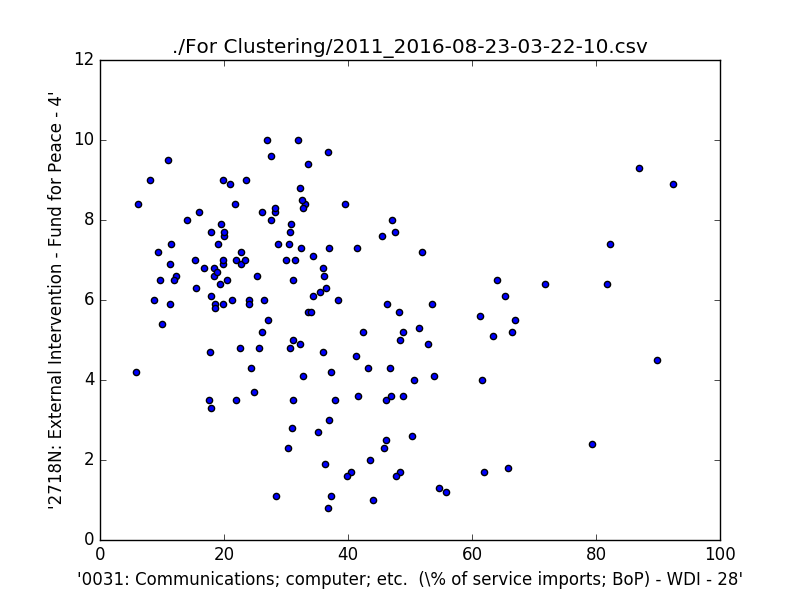 ./For Clustering/2011_2016-08-23-03-22-10.csv
'2718N: External Intervention - Fund for Peace - 4'
12
10
8
6
4
2
0
0 20 40 60 80 100
'0031: Communications; computer; etc.  (\% of service imports; BoP) - WDI - 28'